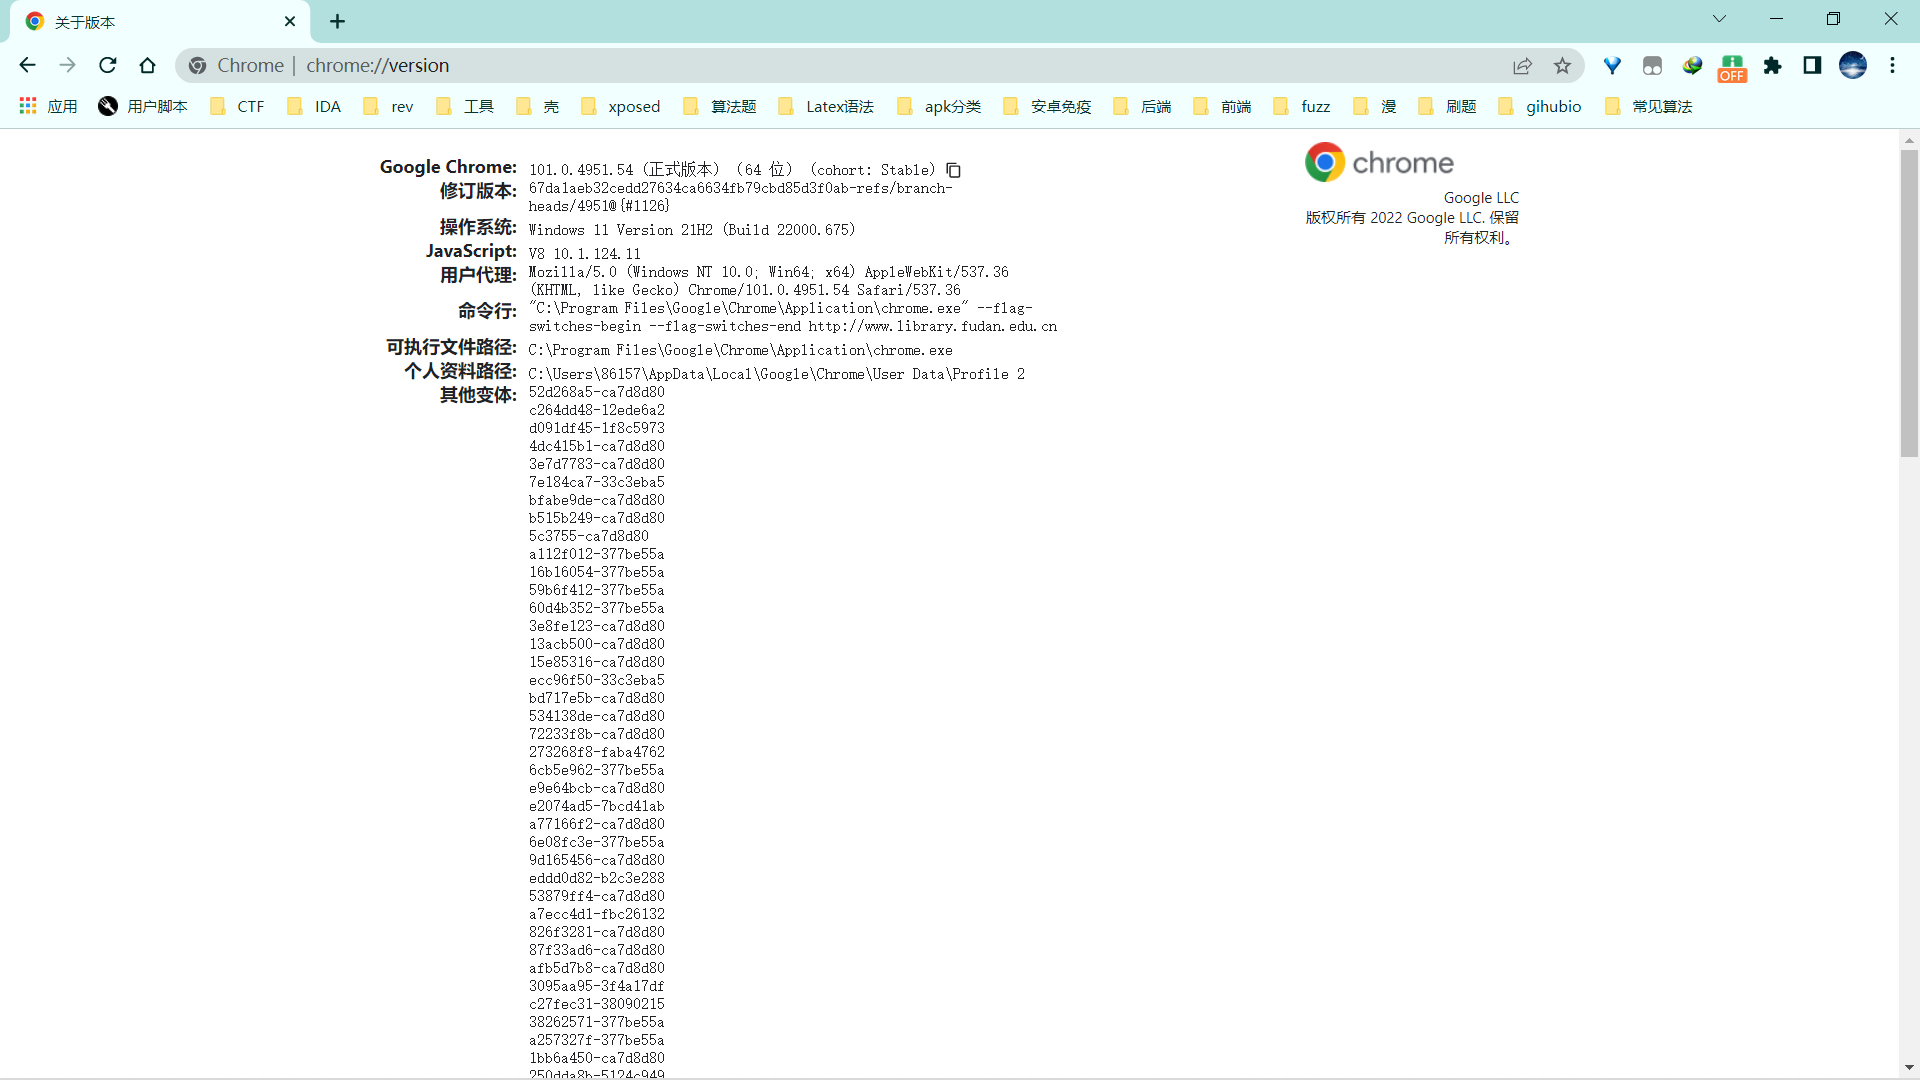 关于版本
Chrome | chrome://version
OFF
应用 用户脚本 CTF IDA rev 工具 壳 xposed 算法题 Latex语法 apk分类 安卓免疫 后端 前端 fuzz 漫 刷题 gihubio 常见算法
Google Chrome: 101.0.4951.54 (正式版本) (64 位) (cohort: Stable)
修订版本: 67da1aeb32cedd27634ca6634fb79cbd85d3f0ab-refs/branch-
heads/4951@{#1126}
操作系统: Windows 11 Version 21H2 (Build 22000.675)
JavaScript: V8 10.1.124.11
用户代理: Mozilla/5.0 (Windows NT 10.0; Win64; x64) AppleWebKit/537.36
(KHTML, like Gecko) Chrome/101.0.4951.54 Safari/537.36
命令行: "C:\Program Files\Google\Chrome\Application\chrome.exe" --flag-
switches-begin --flag-switches-end http://www.library.fudan.edu.cn
可执行文件路径: C:\Program Files\Google\Chrome\Application\chrome.exe
个人资料路径: C:\Users\86157\AppData\Local\Google\Chrome\User Data\Profile 2
其他变体: 52d268a5-ca7d8d80
c264dd48-12ede6a2
d091df45-1f8c5973
4dc415b1-ca7d8d80
3e7d7783-ca7d8d80
7e184ca7-33c3eba5
bfabe9de-ca7d8d80
b515b249-ca7d8d80
5c3755-ca7d8d80
a112f012-377be55a
16b16054-377be55a
59b6f412-377be55a
60d4b352-377be55a
3e8fe123-ca7d8d80
13acb500-ca7d8d80
15e85316-ca7d8d80
ecc96f50-33c3eba5
bd717e5b-ca7d8d80
534138de-ca7d8d80
72233f8b-ca7d8d80
273268f8-faba4762
6cb5e962-377be55a
e9e64bcb-ca7d8d80
e2074ad5-7bcd41ab
a77166f2-ca7d8d80
6e08fc3e-377be55a
9d165456-ca7d8d80
eddd0d82-b2c3e288
53879ff4-ca7d8d80
a7ecc4d1-fbc26132
826f3281-ca7d8d80
87f33ad6-ca7d8d80
afb5d7b8-ca7d8d80
3095aa95-3f4a17df
c27fec31-38090215
38262571-377be55a
a257327f-377be55a
1bb6a450-ca7d8d80
250dda8b-5124c949
chrome
Google LLC
版权所有 2022 Google LLC. 保留
所有权利。